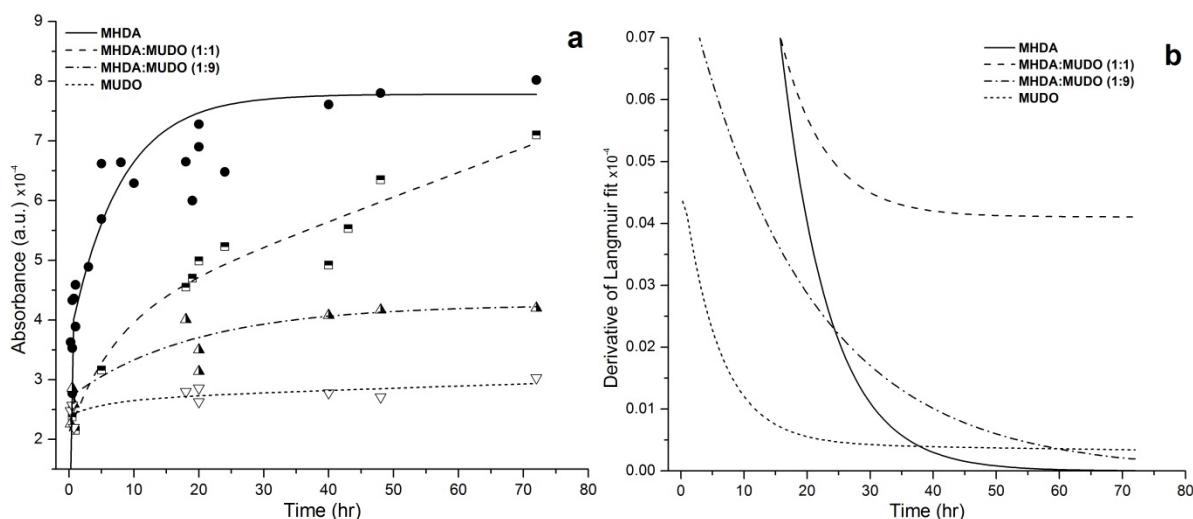 a
MHDA
MHDA:MUDO (1:1)
MHDA:MUDO (1:9)
MUDO
Absorbance (a.u.) x10⁻⁴
9
8
7
6
5
4
3
2
0 10 20 30 40 50 60 70 80
Time (hr)
b
MHDA
MHDA:MUDO (1:1)
MHDA:MUDO (1:9)
MUDO
Derivative of Langmuir fit x10⁻⁴
0.07
0.06
0.05
0.04
0.03
0.02
0.01
0.00
0 10 20 30 40 50 60 70 80
Time (hr)